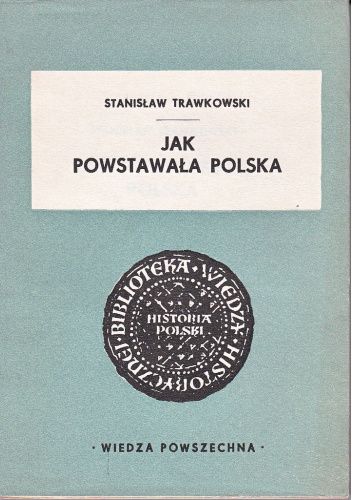 STANISŁAW TRAWKOWSKI
JAK
POWSTAWAŁA POLSKA
BIBLIOTEKA · WIEDZY · HISTORYCZNEJ ·
HISTORIA
POLSKI
· WIEDZA POWSZECHNA ·